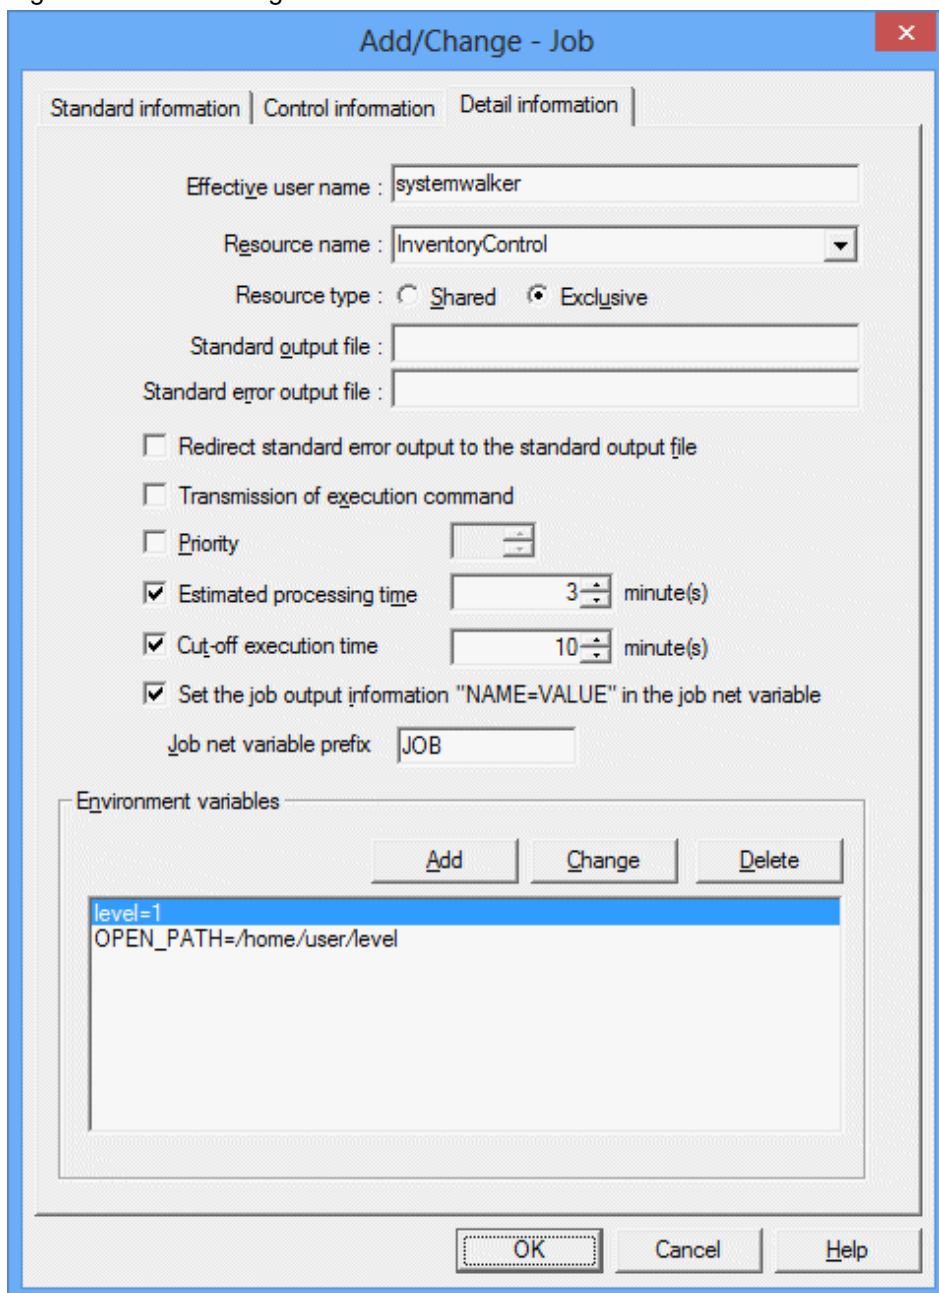 Add/Change - Job
Standard information Control information Detail information
Effective user name : systemwalker
Resource name : InventoryControl
Resource type : Shared Exclusive
Standard output file :
Standard error output file :
Redirect standard error output to the standard output file
Transmission of execution command
Priority
Estimated processing time 3 minute(s)
Cut-off execution time 10 minute(s)
Set the job output information "NAME=VALUE" in the job net variable
Job net variable prefix JOB
Environment variables
Add Change Delete
level=1
OPEN_PATH=/home/user/level
OK Cancel Help